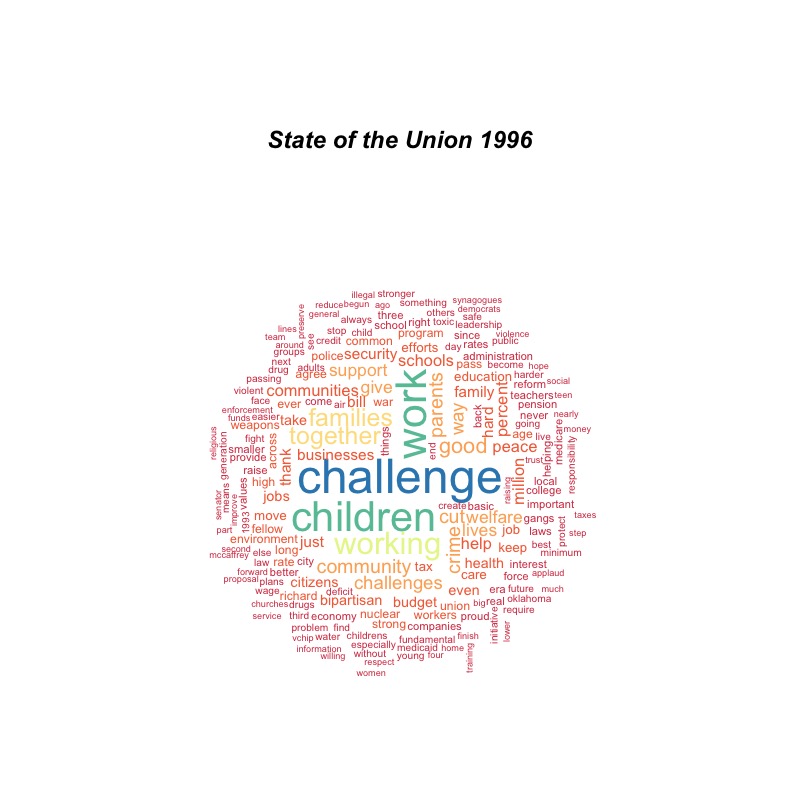 State of the Union 1996
illegal stronger
reduce begun ago something synagogues
preserve general always three others democrats
lines stop child school right toxic safe leadership
team see credit common program since violence
around police security efforts day rates public
groups schools administration
next adults support pass become hope
drug agree education harder
passing communities give work parents family percent reform social
violent ever come air bill war way hard teachers teen
face families back pension
enforcement never nearly
funds easier take going
weapons together things good age live money
religious generation fight across end peace medicare
smaller thank businesses helping responsibility
provide challenge million trust
raise local
high raising college
senator means values jobs create basic important
improve 1993 move children cut welfare gangs taxes
part fellow crime lives job laws protect step
environment just working help keep best
second long minimum
mccaffrey else
law rate city community tax health interest
forward better care force applaud
proposal plans citizens challenges
wage richard deficit even era future much
churches drugs bipartisan budget union big real oklahoma
service third economy nuclear workers proud initiative require
problem find strong companies lower
vchip water childrens fundamental finish
information especially medicaid home
willing without young four training
respect
women